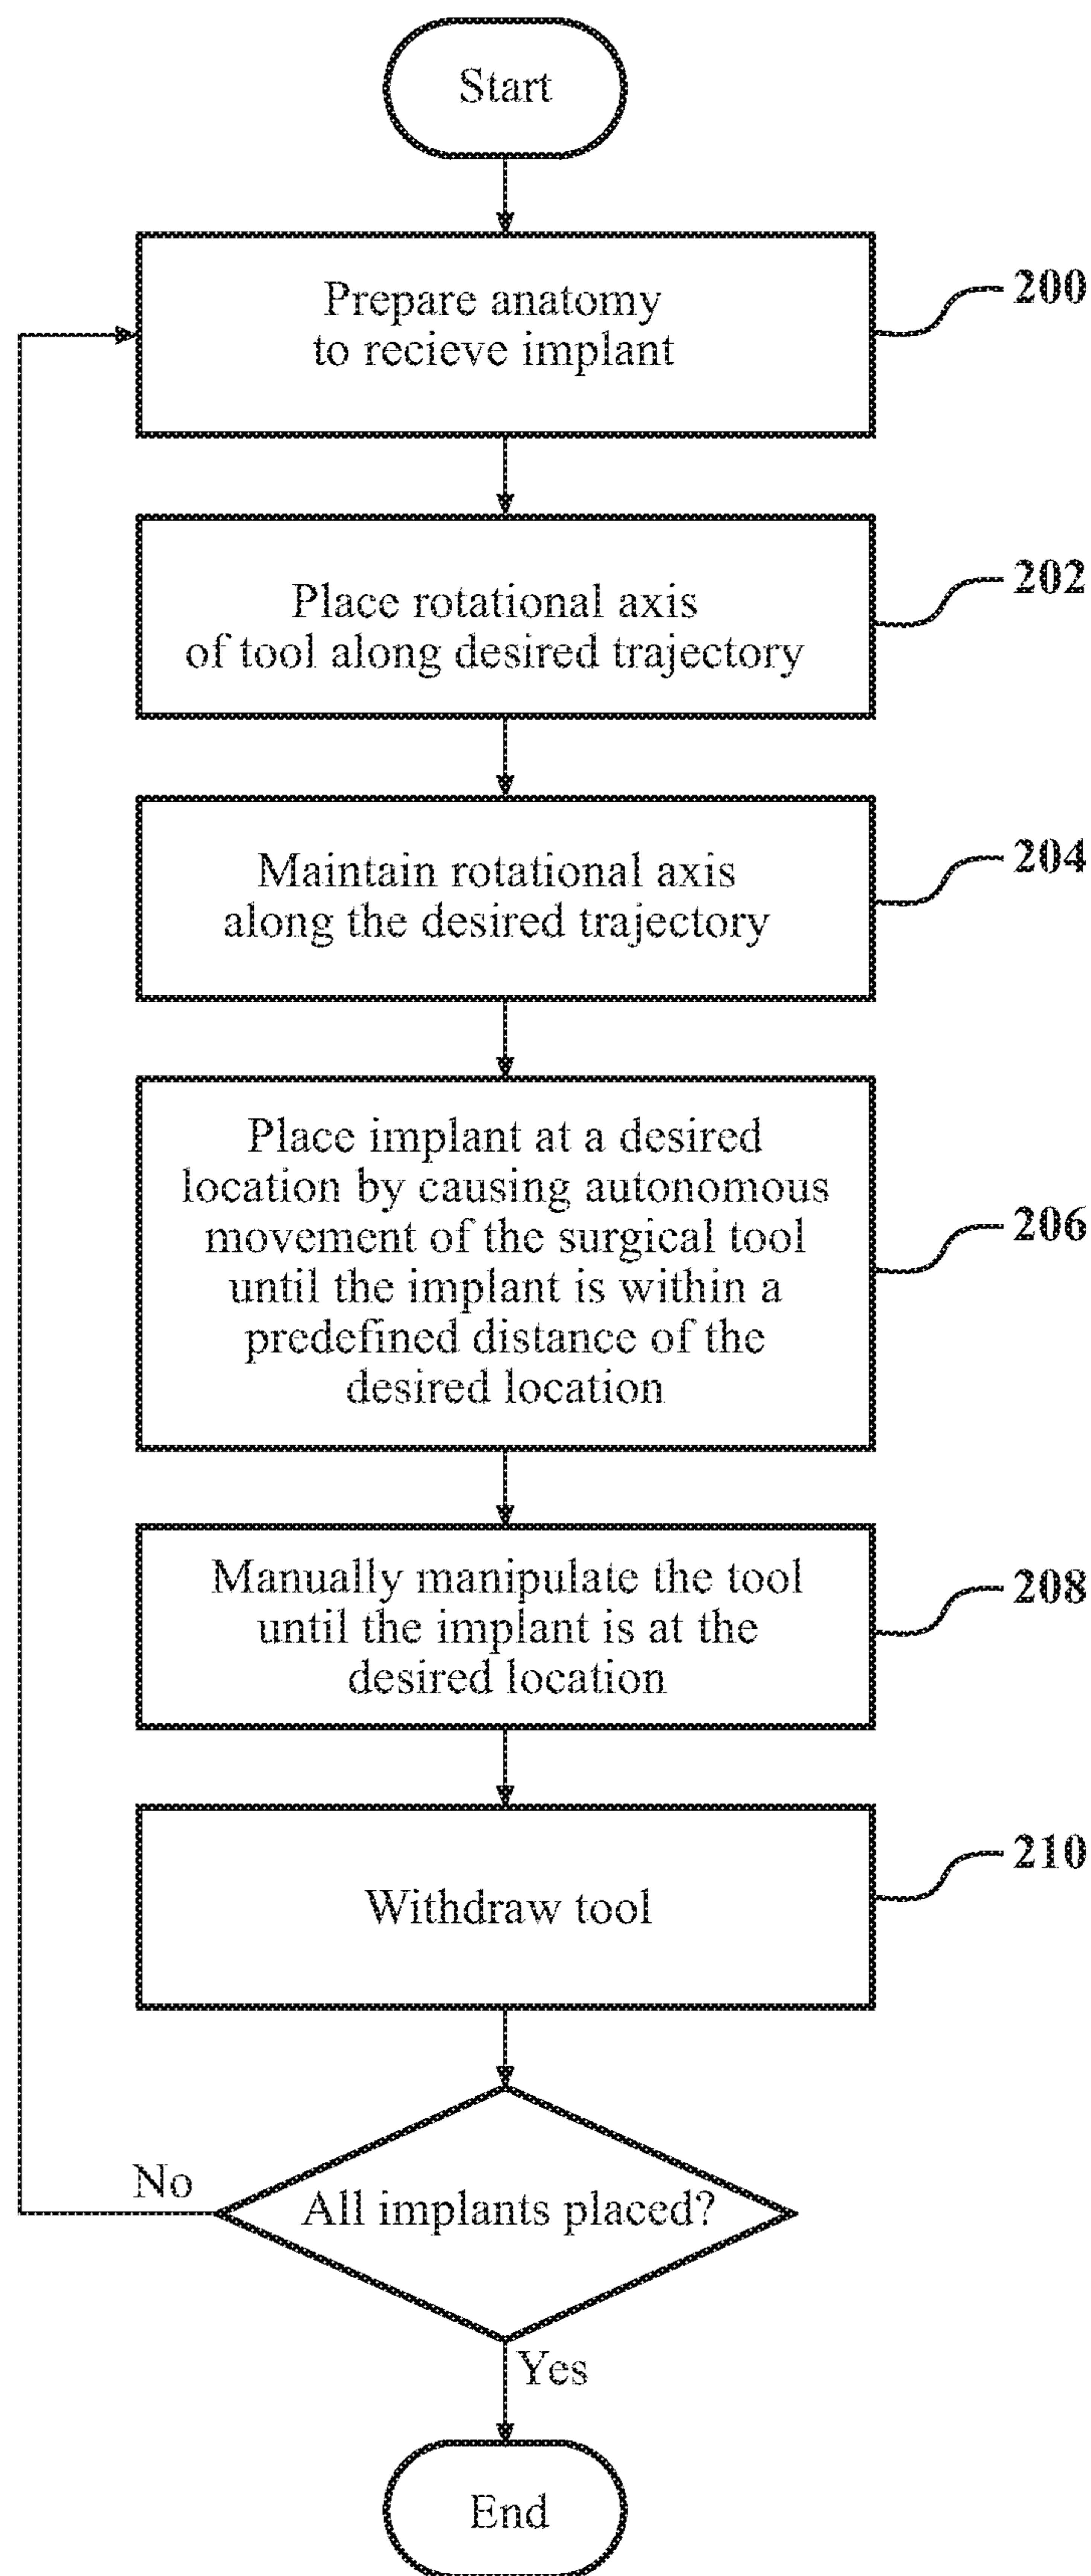 Start
Prepare anatomy
to recieve implant
200
Place rotational axis
of tool along desired trajectory
202
Maintain rotational axis
along the desired trajectory
204
Place implant at a desired
location by causing autonomous
movement of the surgical tool
until the implant is within a
predefined distance of the
desired location
206
Manually manipulate the tool
until the implant is at the
desired location
208
Withdraw tool
210
No
All implants placed?
Yes
End